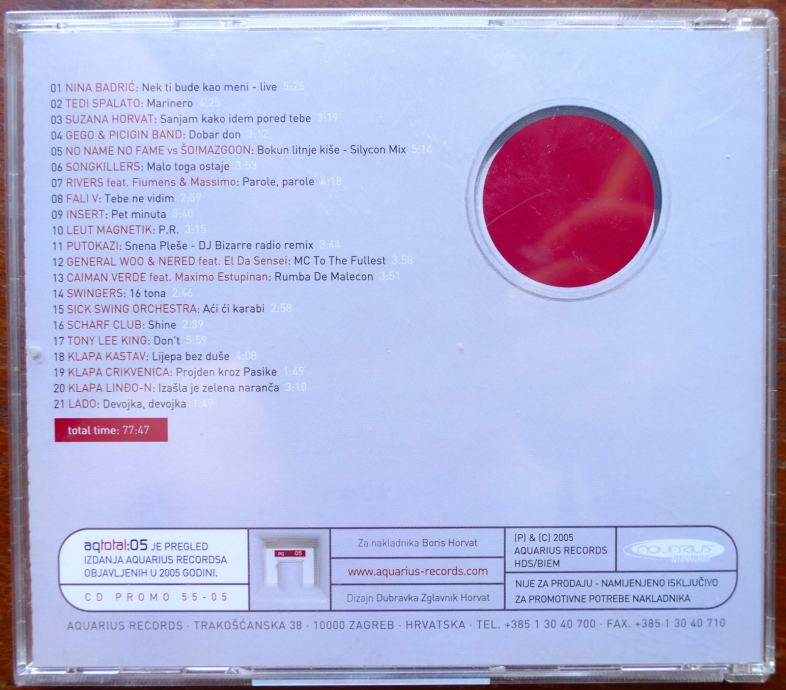 01 NINA BADRIĆ: Nek ti bude kao meni - live 5:25
02 TEDI SPALATO: Marinero 4:25
03 SUZANA HORVAT: Sanjam kako idem pored tebe 3:19
04 GEGO & PICIGIN BAND: Dobar don 3:12
05 NO NAME NO FAME vs ŠO!MAZGOON: Bokun litnje kiše - Silycon Mix 5:14
06 SONGKILLERS: Malo toga ostaje 3:53
07 RIVERS feat. Fiumens & Massimo: Parole, parole 4:18
08 FALI V: Tebe ne vidim 2:59
09 INSERT: Pet minuta 3:40
10 LEUT MAGNETIK: P.R. 3:15
11 PUTOKAZI: Snena Pleše - DJ Bizarre radio remix 3:44
12 GENERAL WOO & NERED feat. El Da Sensei: MC To The Fullest 3:58
13 CAIMAN VERDE feat. Maximo Estupinan: Rumba De Malecon 3:51
14 SWINGERS: 16 tona 2:46
15 SICK SWING ORCHESTRA: Aći ći karabi 2:58
16 SCHARF CLUB: Shine 2:39
17 TONY LEE KING: Don't 5:59
18 KLAPA KASTAV: Lijepa bez duše 4:08
19 KLAPA CRIKVENICA: Projden kroz Pasike 1:49
20 KLAPA LINĐO-N: Izašla je zelena naranča 3:10
21 LADO: Devojka, devojka 1:49
total time: 77:47
aqtotal:05 JE PREGLED
IZDANJA AQUARIUS RECORDSA
OBJAVLJENIH U 2005 GODINI.
CD PROMO 55-05
aq 05
Za nakladnika Boris Horvat
www.aquarius-records.com
Dizajn Dubravka Zglavnik Horvat
(P) & (C) 2005
AQUARIUS RECORDS
HDS/BIEM
AQUARIUS
NIJE ZA PRODAJU - NAMIJENJENO ISKLJUČIVO
ZA PROMOTIVNE POTREBE NAKLADNIKA
AQUARIUS RECORDS · TRAKOŠĆANSKA 38 · 10000 ZAGREB · HRVATSKA · TEL. +385 1 30 40 700 · FAX. +385 1 30 40 710